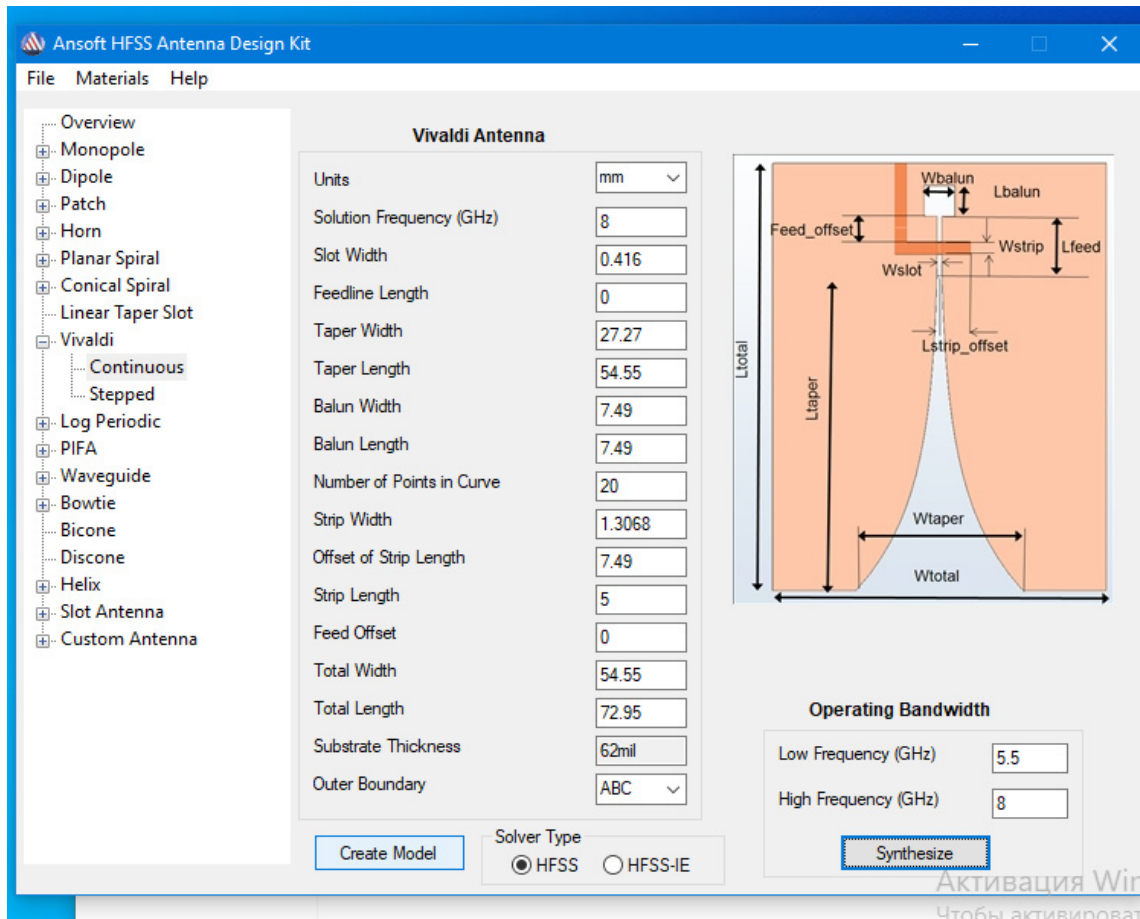 Ansoft HFSS Antenna Design Kit
File Materials Help
Overview
Monopole
Dipole
Patch
Horn
Planar Spiral
Conical Spiral
Linear Taper Slot
Vivaldi
Continuous
Stepped
Log Periodic
PIFA
Waveguide
Bowtie
Bicone
Discone
Helix
Slot Antenna
Custom Antenna
Vivaldi Antenna
Units mm
Solution Frequency (GHz) 8
Slot Width 0.416
Feedline Length 0
Taper Width 27.27
Taper Length 54.55
Balun Width 7.49
Balun Length 7.49
Number of Points in Curve 20
Strip Width 1.3068
Offset of Strip Length 7.49
Strip Length 5
Feed Offset 0
Total Width 54.55
Total Length 72.95
Substrate Thickness 62mil
Outer Boundary ABC
Create Model
Solver Type
HFSS HFSS-IE
Wbalun
Lbalun
Feed_offset
Wstrip Lfeed
Wslot
Lstrip_offset
Ltotal
Ltaper
Wtaper
Wtotal
Operating Bandwidth
Low Frequency (GHz) 5.5
High Frequency (GHz) 8
Synthesize
Активация Win
Чтобы активироват